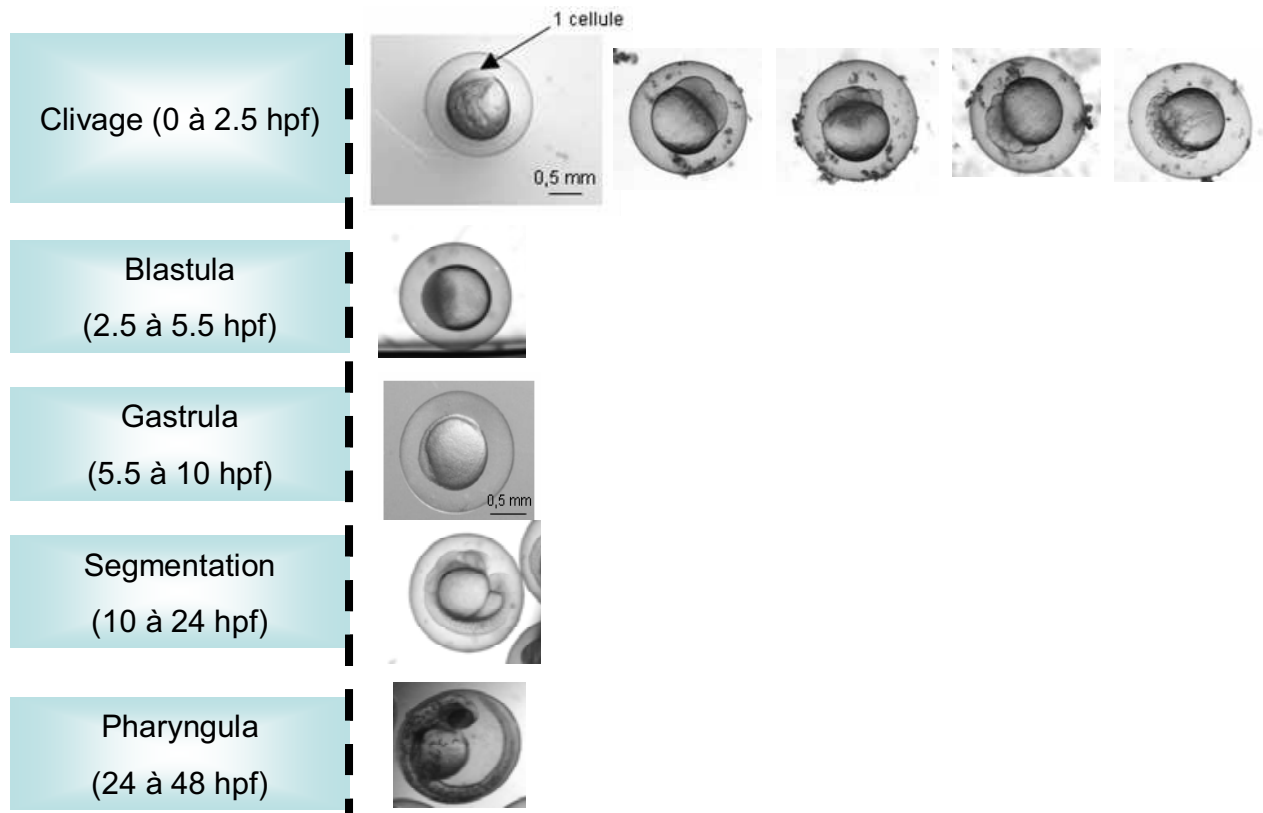 1 cellule
Clivage (0 à 2.5 hpf)
0,5 mm
Blastula
(2.5 à 5.5 hpf)
Gastrula
(5.5 à 10 hpf)
0,5 mm
Segmentation
(10 à 24 hpf)
Pharyngula
(24 à 48 hpf)